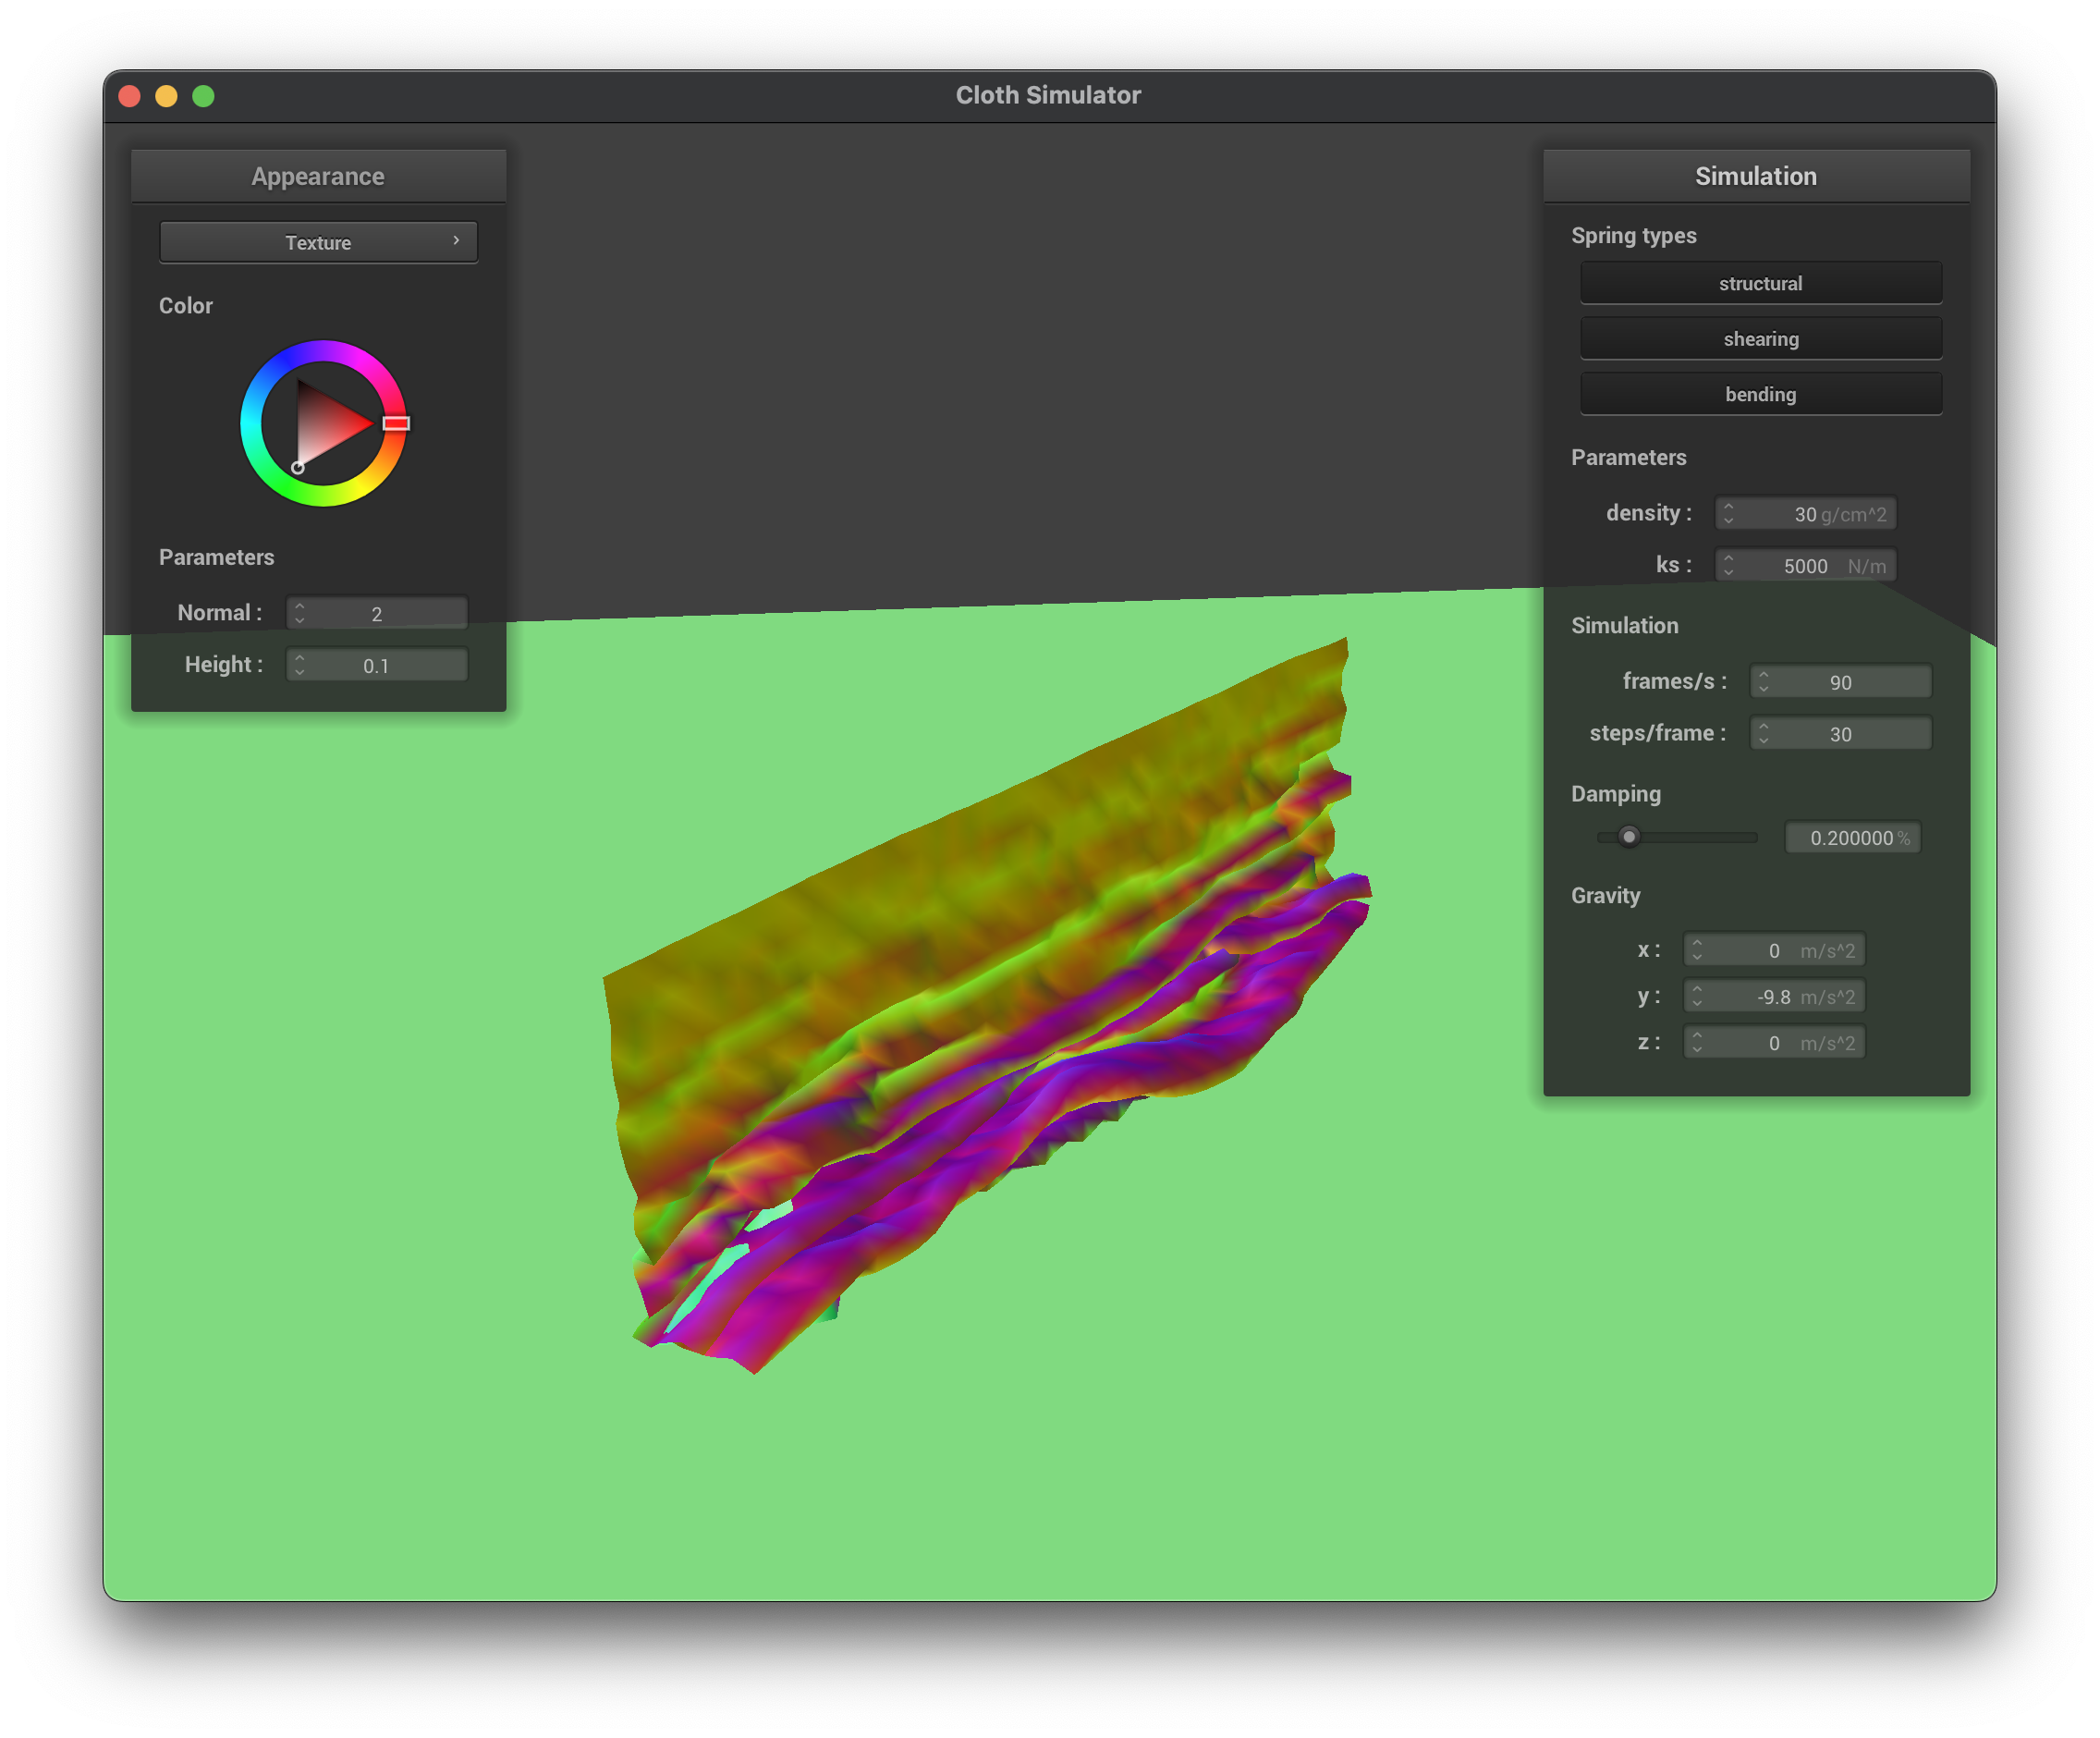 Cloth Simulator
Appearance
Texture
Color
Parameters
Normal : 2
Height : 0.1
Simulation
Spring types
structural
shearing
bending
Parameters
density : 30 g/cm^2
ks : 5000 N/m
Simulation
frames/s : 90
steps/frame : 30
Damping
0.200000 %
Gravity
x : 0 m/s^2
y : -9.8 m/s^2
z : 0 m/s^2